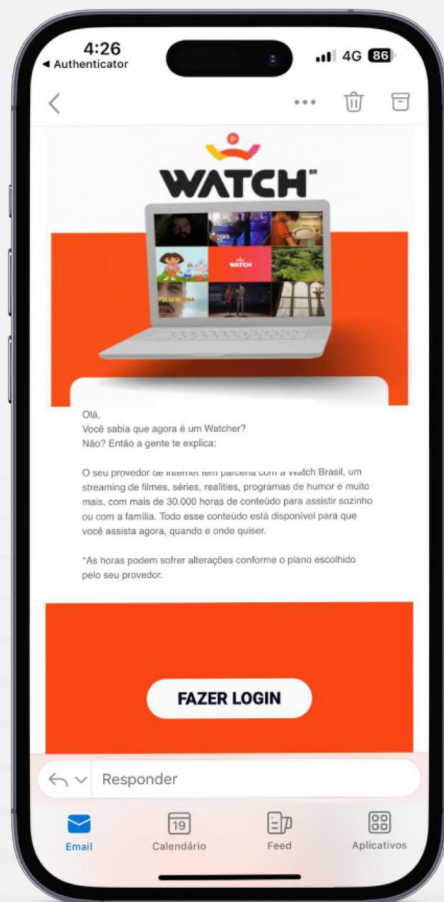 4:26
4G 86
Authenticator
WATCH
WATCH
Olá,
Você sabia que agora é um Watcher?
Não? Então a gente te explica:
O seu provedor de internet tem parceria com a Watch Brasil, um
streaming de filmes, séries, realities, programas de humor e muito
mais, com mais de 30.000 horas de conteúdo para assistir sozinho
ou com a família. Todo esse conteúdo está disponível para que
você assista agora, quando e onde quiser.
*As horas podem sofrer alterações conforme o plano escolhido
pelo seu provedor.
FAZER LOGIN
Responder
19
Email Calendário Feed Aplicativos